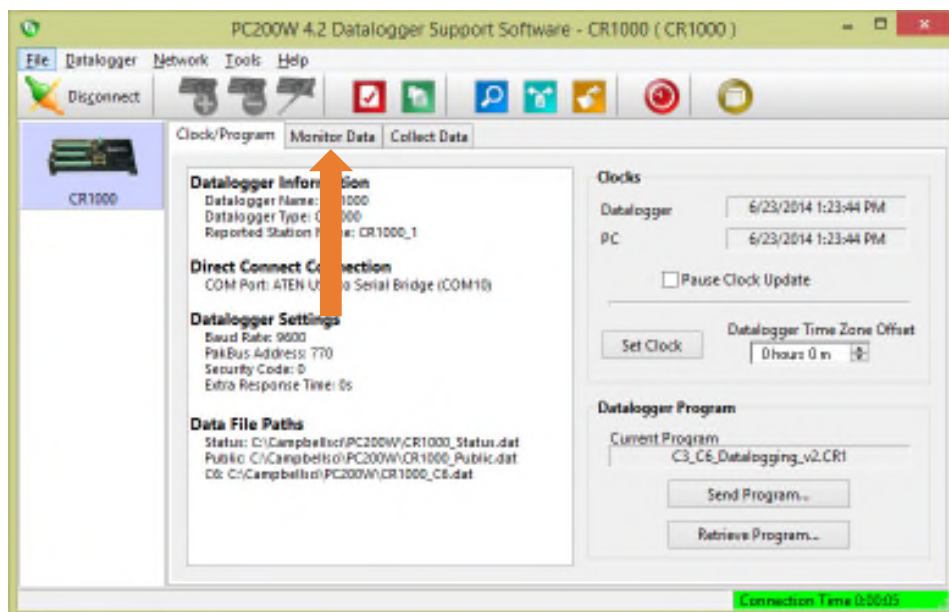 PC200W 4.2 Datalogger Support Software - CR1000 ( CR1000 )
File Datalogger Network Tools Help
Disconnect
CR1000
Clock/Program Monitor Data Collect Data
Datalogger Information
Datalogger Name: 1000
Datalogger Type: 000
Reported Station e: CR1000_1
Direct Connect Connection
COM Port: ATEN U o Serial Bridge (COM10)
Datalogger Settings
Baud Rate: 9600
PakBus Address: 770
Security Code: 0
Extra Response Time: 0s
Data File Paths
Status: C:\Campbellsci\PC200W\CR1000_Status.dat
Public: C:\Campbellsci\PC200W\CR1000_Public.dat
C6: C:\Campbellsci\PC200W\CR1000_C6.dat
Clocks
Datalogger 6/23/2014 1:23:44 PM
PC 6/23/2014 1:23:44 PM
Pause Clock Update
Set Clock
Datalogger Time Zone Offset
0 hours 0 m
Datalogger Program
Current Program
C3_C6_Datalogging_v2.CR1
Send Program...
Retrieve Program...
Connection Time 0:00:05